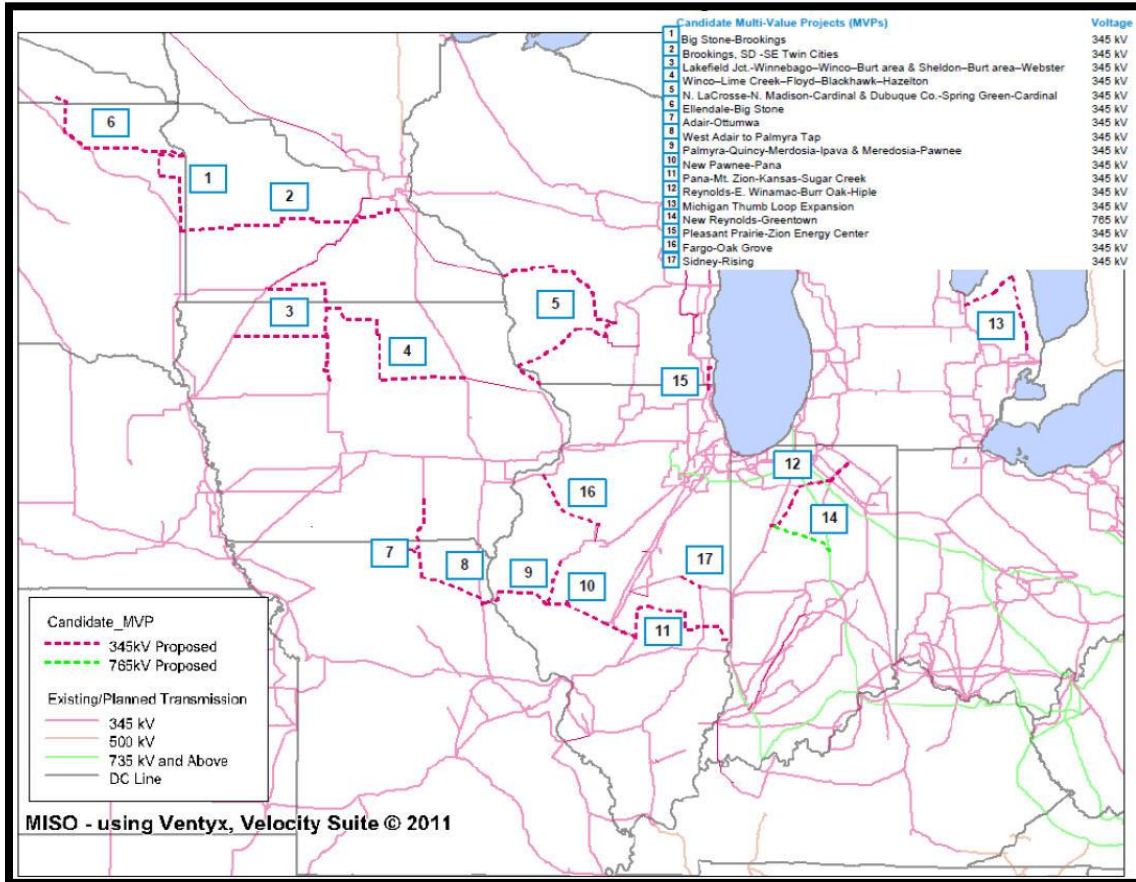 Candidate Multi-Value Projects (MVPs) Voltage
1 Big Stone-Brookings 345 kV
2 Brookings, SD -SE Twin Cities 345 kV
3 Lakefield Jct.-Winnebago–Winco–Burt area & Sheldon–Burt area–Webster 345 kV
4 Winco–Lime Creek–Floyd–Blackhawk–Hazelton 345 kV
5 N. LaCrosse-N. Madison-Cardinal & Dubuque Co.-Spring Green-Cardinal 345 kV
6 Ellendale-Big Stone 345 kV
7 Adair-Ottumwa 345 kV
8 West Adair to Palmyra Tap 345 kV
9 Palmyra-Quincy-Merdosia-Ipava & Meredosia-Pawnee 345 kV
10 New Pawnee-Pana 345 kV
11 Pana-Mt. Zion-Kansas-Sugar Creek 345 kV
12 Reynolds-E. Winamac-Burr Oak-Hiple 345 kV
13 Michigan Thumb Loop Expansion 345 kV
14 New Reynolds-Greentown 765 kV
15 Pleasant Prairie-Zion Energy Center 345 kV
16 Fargo-Oak Grove 345 kV
17 Sidney-Rising 345 kV
6
1
2
3
5
13
4
15
12
16
14
7
8
9
10
17
11
Candidate_MVP
345kV Proposed
765kV Proposed
Existing/Planned Transmission
345 kV
500 kV
735 kV and Above
DC Line
MISO - using Ventyx, Velocity Suite © 2011